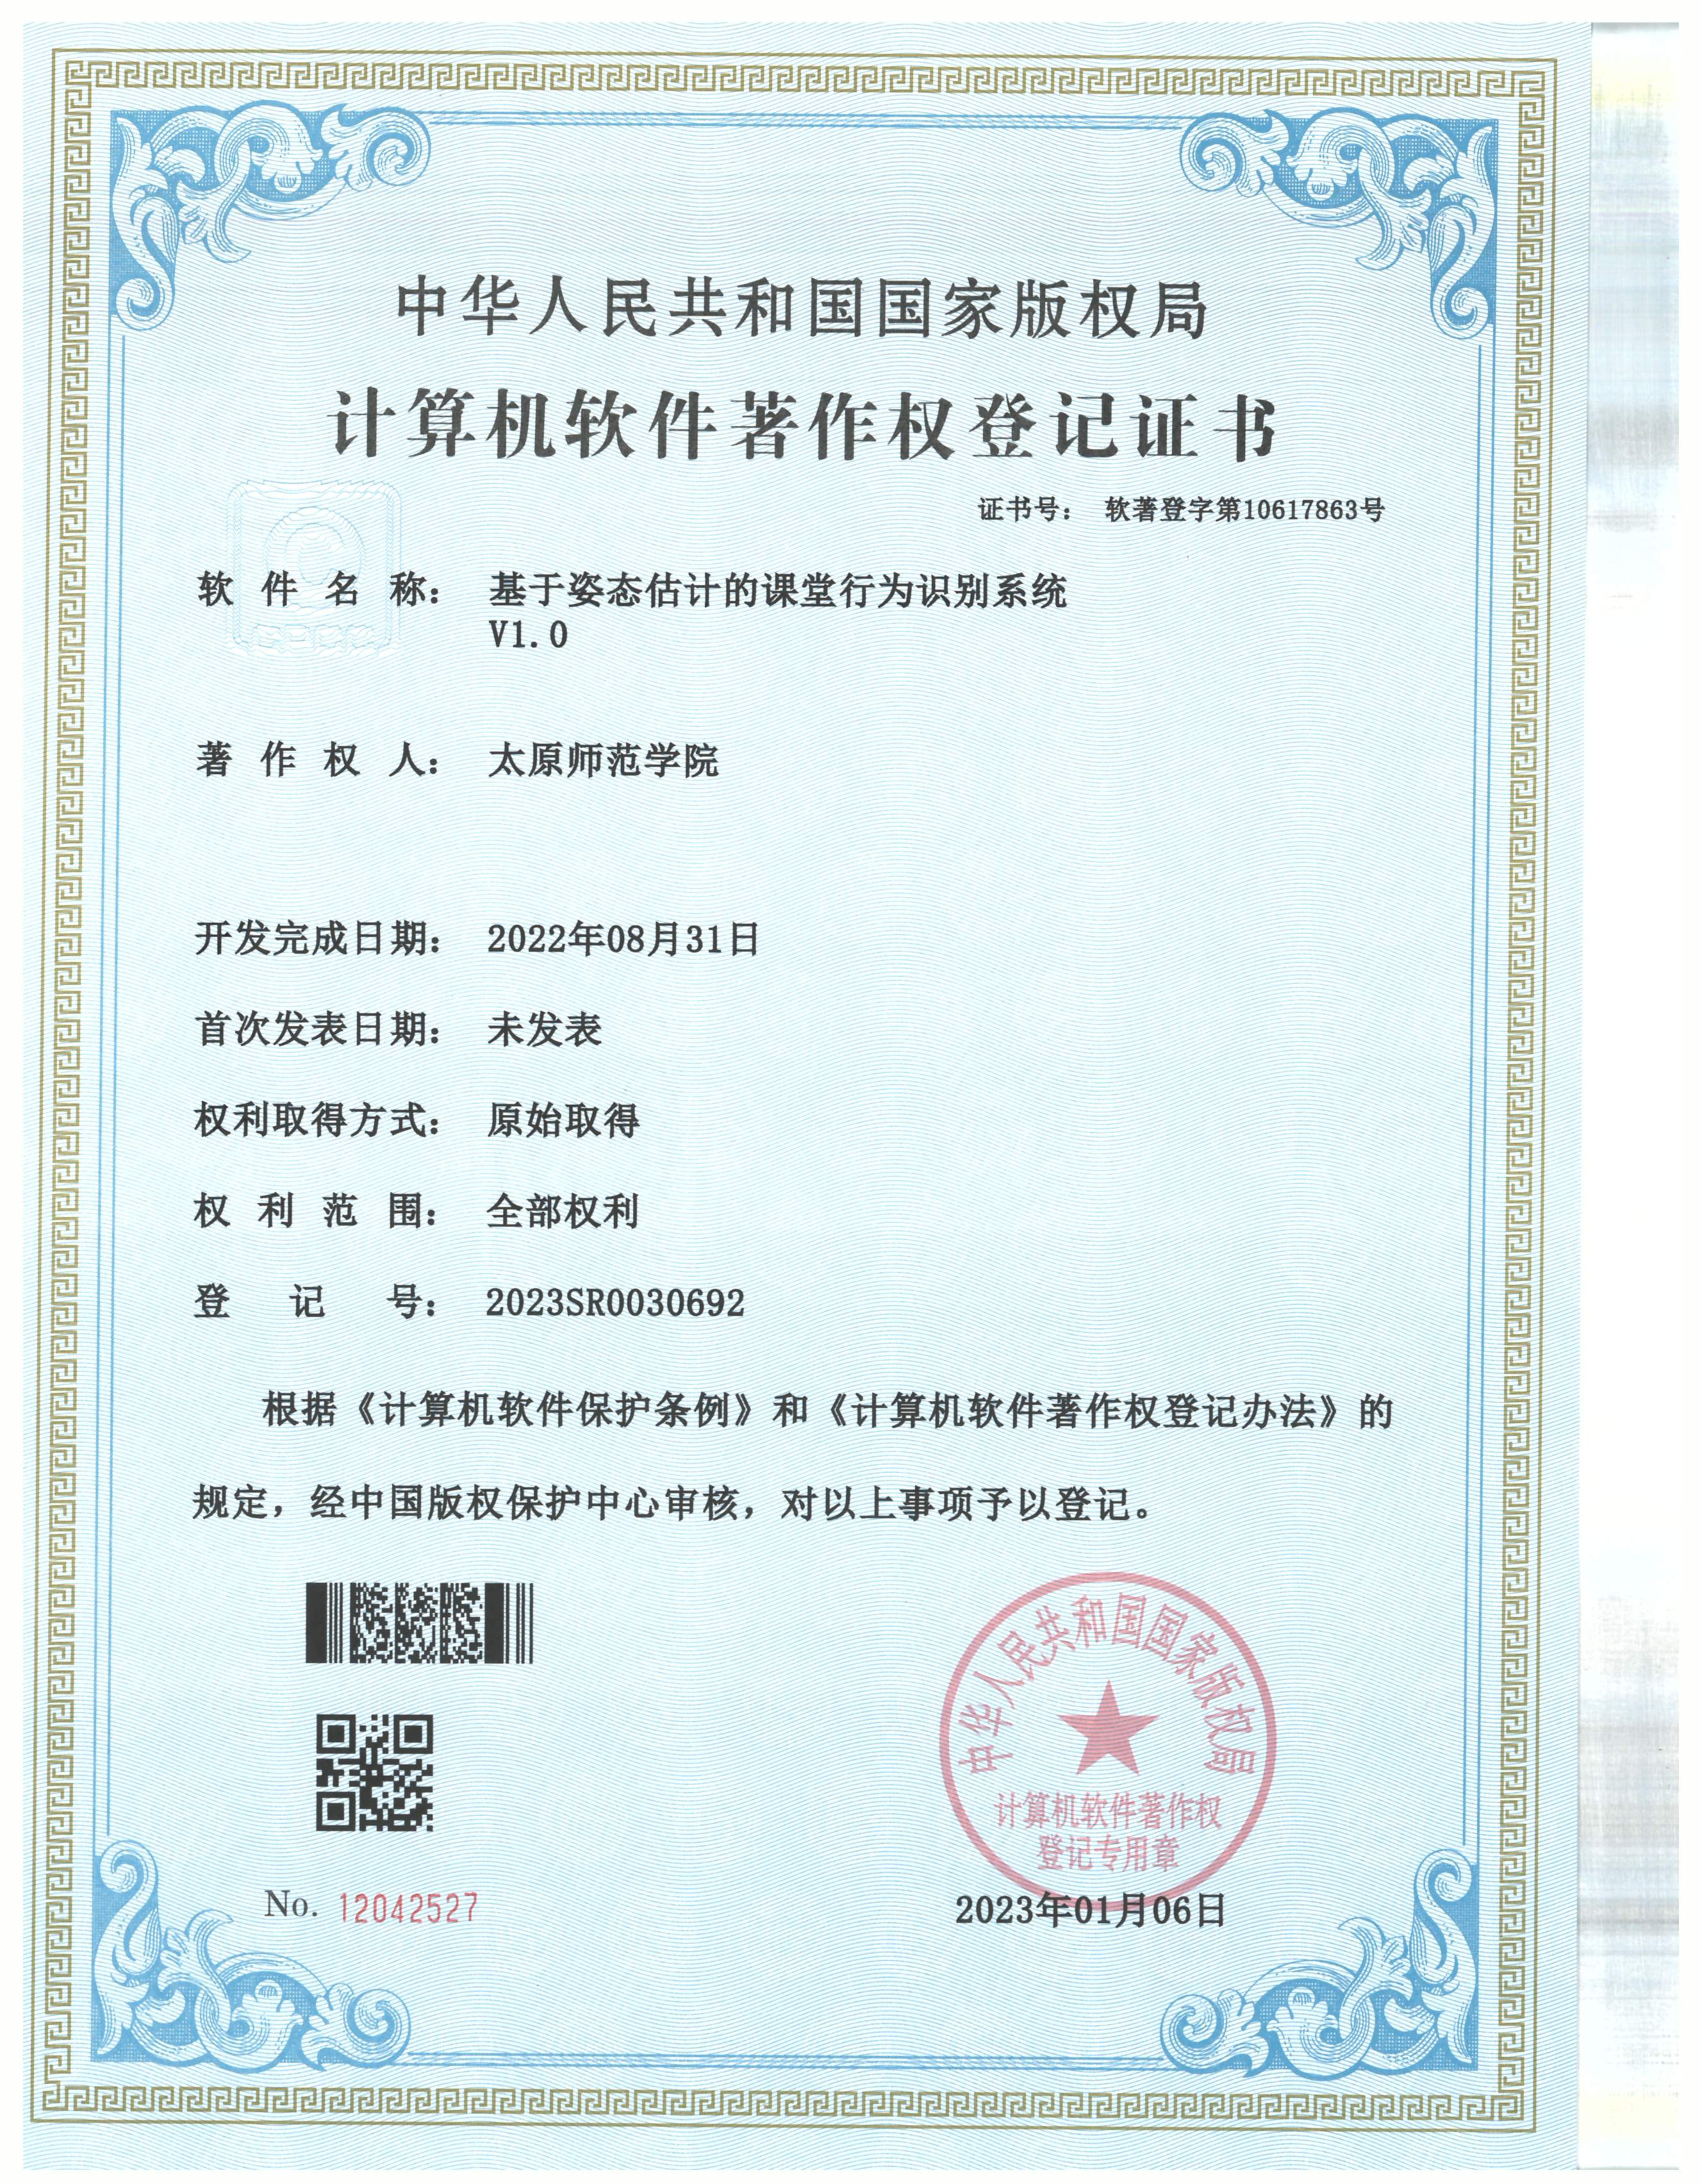 中华人民共和国国家版权局
计算机软件著作权登记证书
证书号： 软著登字第10617863号
软件名称： 基于姿态估计的课堂行为识别系统
V1.0
著作权人： 太原师范学院
开发完成日期： 2022年08月31日
首次发表日期： 未发表
权利取得方式： 原始取得
权利范围： 全部权利
登记号： 2023SR0030692
根据《计算机软件保护条例》和《计算机软件著作权登记办法》的
规定，经中国版权保护中心审核，对以上事项予以登记。
中华人民共和国国家版权局
计算机软件著作权
登记专用章
No. 12042527
2023年01月06日